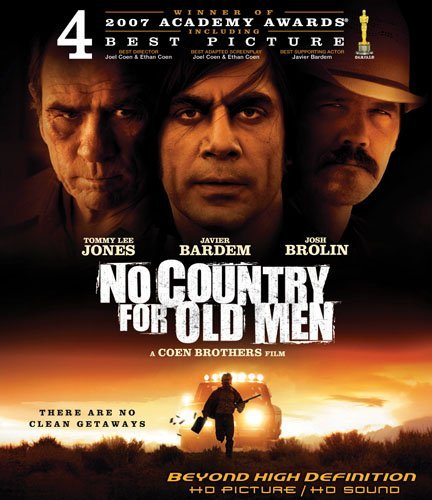 4
WINNER OF
2007 ACADEMY AWARDS®
INCLUDING
BEST PICTURE
BEST DIRECTOR
Joel Coen & Ethan Coen
BEST ADAPTED SCREENPLAY
Joel Coen & Ethan Coen
BEST SUPPORTING ACTOR
Javier Bardem
TOMMY LEE
JONES
JAVIER
BARDEM
JOSH
BROLIN
NO COUNTRY
FOR OLD MEN
A COEN BROTHERS FILM
THERE ARE NO
CLEAN GETAWAYS
BEYOND HIGH DEFINITION
HD PICTURE / HD SOUND